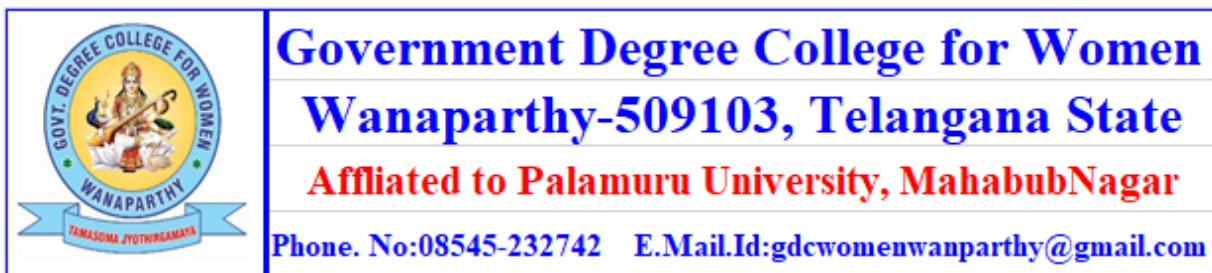 GOVT. DEGREE COLLEGE FOR WOMEN
WANAPARTHY
TAMASOMA JYOTHIRGAMAYA
Government Degree College for Women
Wanaparthy-509103, Telangana State
Affliated to Palamuru University, MahabubNagar
Phone. No:08545-232742 E.Mail.Id:gdcwomenwanparthy@gmail.com